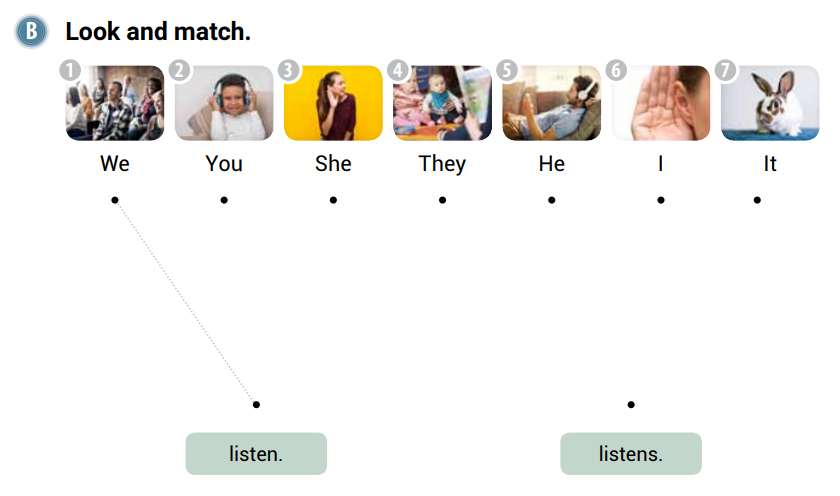 B Look and match.
1 2 3 4 5 6 7
We You She They He I It
listen. listens.